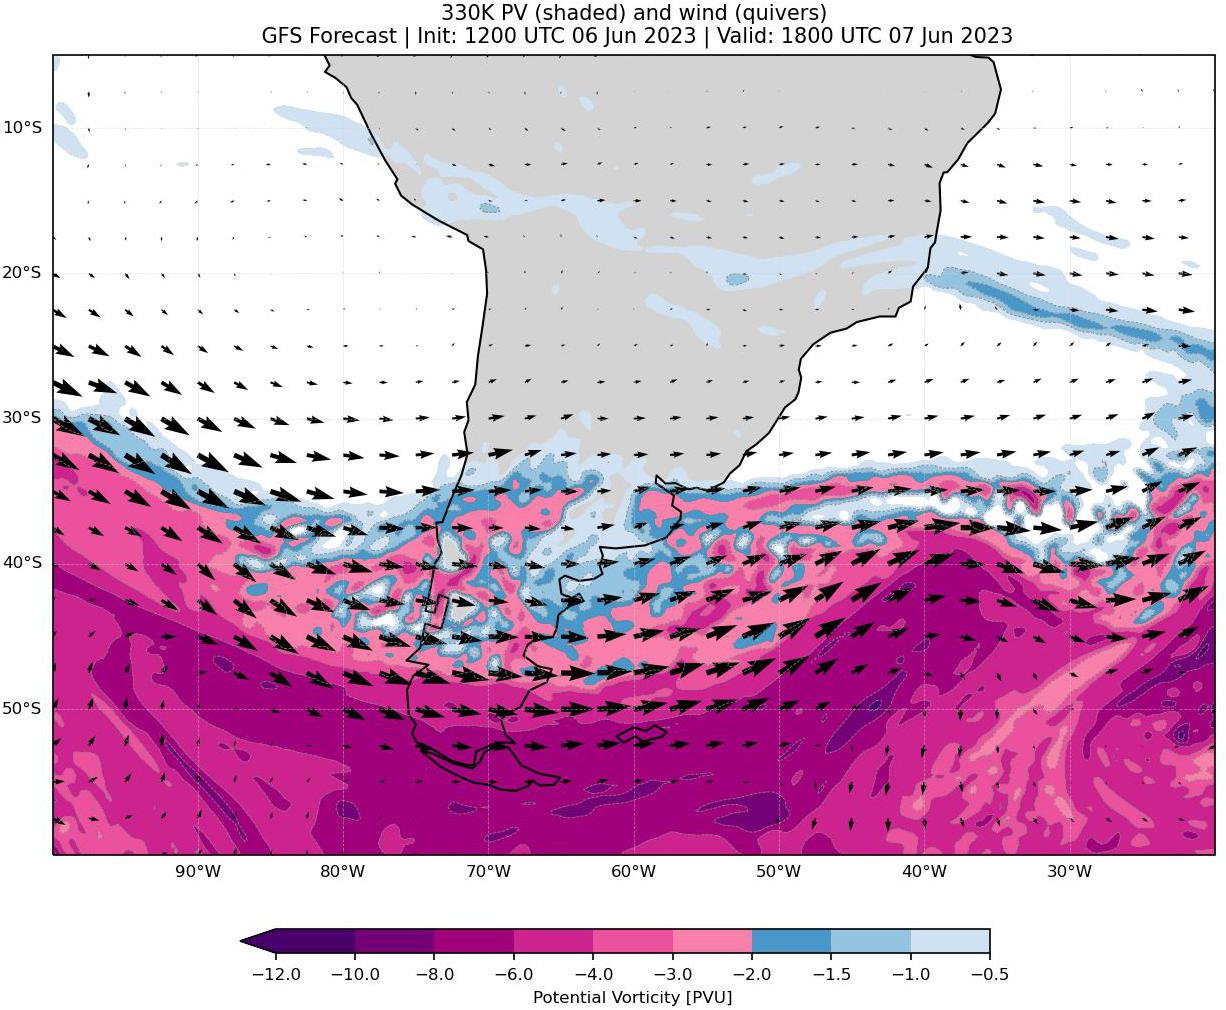 330K PV (shaded) and wind (quivers)
GFS Forecast | Init: 1200 UTC 06 Jun 2023 | Valid: 1800 UTC 07 Jun 2023
10°S
20°S
30°S
40°S
50°S
90°W 80°W 70°W 60°W 50°W 40°W 30°W
−12.0 −10.0 −8.0 −6.0 −4.0 −3.0 −2.0 −1.5 −1.0 −0.5
Potential Vorticity [PVU]